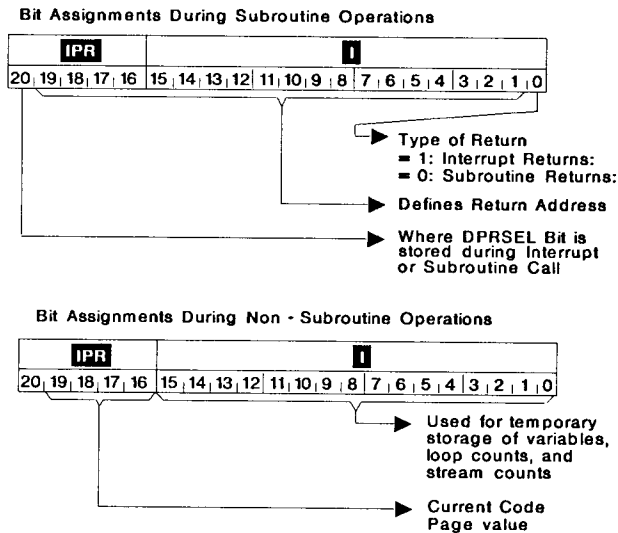 Bit Assignments During Subroutine Operations
IPR I
20 19 18 17 16 15 14 13 12 11 10 9 8 7 6 5 4 3 2 1 0
Type of Return
= 1: Interrupt Returns:
= 0: Subroutine Returns:
Defines Return Address
Where DPRSEL Bit is
stored during Interrupt
or Subroutine Call
Bit Assignments During Non - Subroutine Operations
IPR I
20 19 18 17 16 15 14 13 12 11 10 9 8 7 6 5 4 3 2 1 0
Used for temporary
storage of variables,
loop counts, and
stream counts
Current Code
Page value